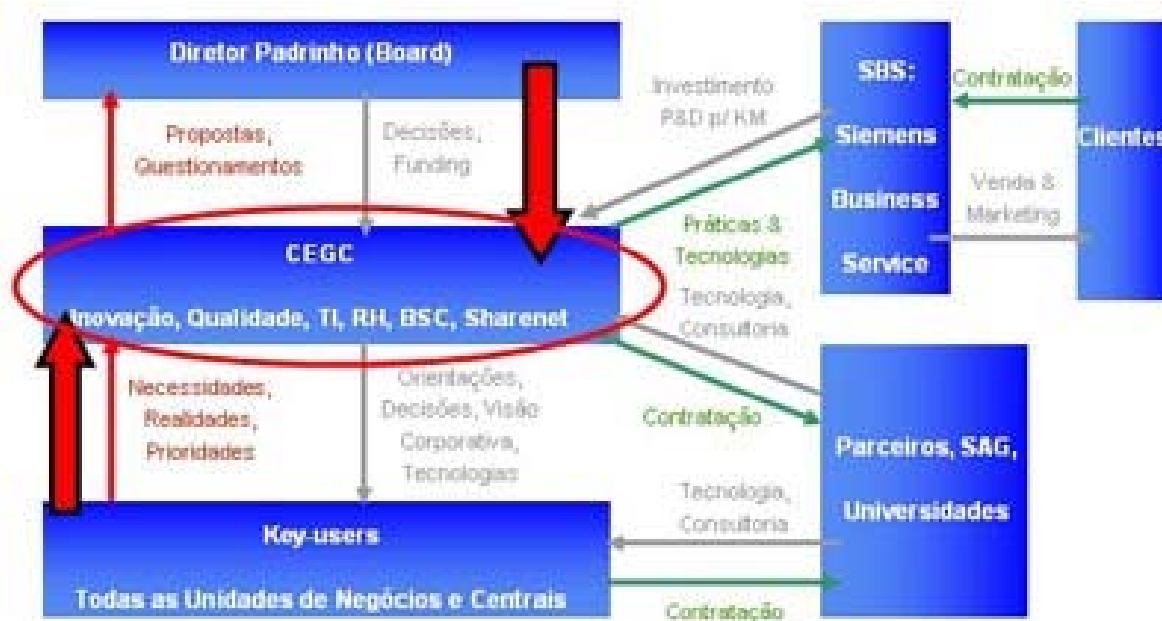 Diretor Padrinho (Board)
Propostas,
Questionamentos
Decisões,
Funding
Investimento
P&D p/ KM
SBS:
Siemens
Business
Service
Contratação
Clientes
Venda &
Marketing
CEGC
Inovação, Qualidade, TI, RH, BSC, Sharenet
Práticas &
Tecnologias
Tecnologia,
Consultoria
Necessidades,
Realidades,
Prioridades
Orientações,
Decisões, Visão
Corporativa,
Tecnologias
Contratação
Parceiros, SAG,
Universidades
Tecnologia,
Consultoria
Key-users
Todas as Unidades de Negócios e Centrais
Contratação